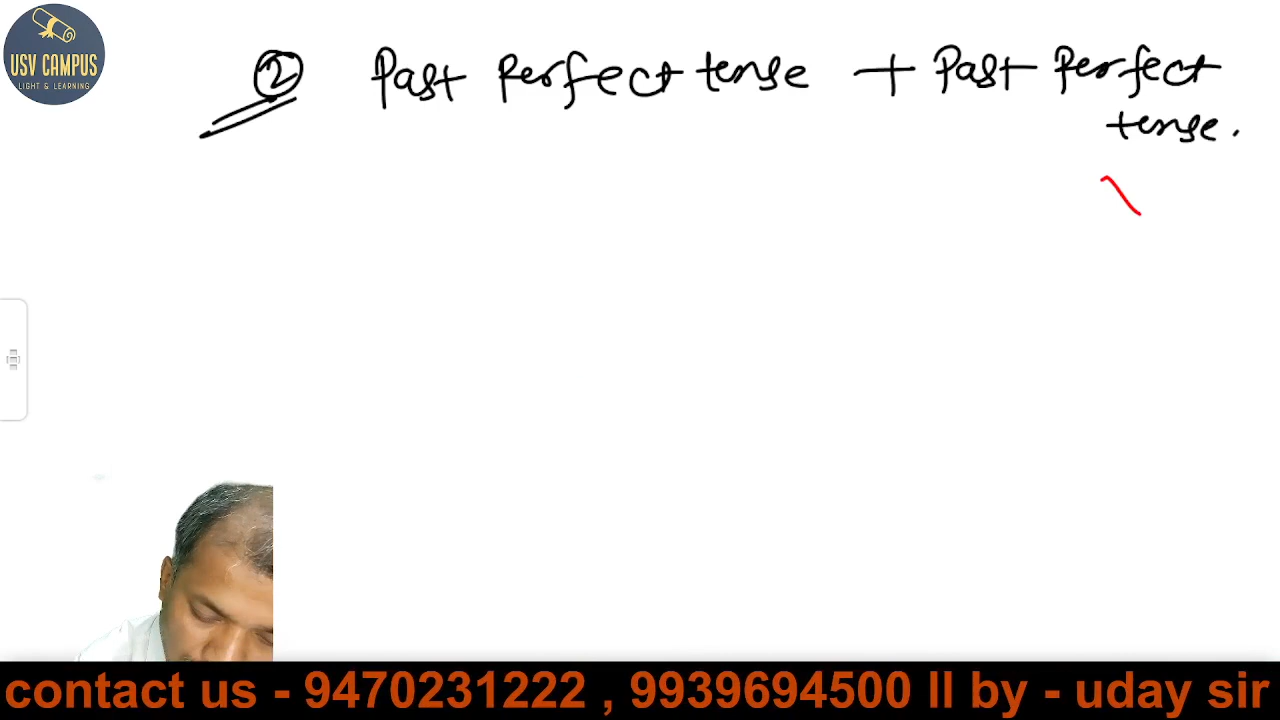 USV CAMPUS
LIGHT & LEARNING
② Past Perfect tense + Past Perfect
tense.
contact us - 9470231222 , 9939694500 ll by - uday sir